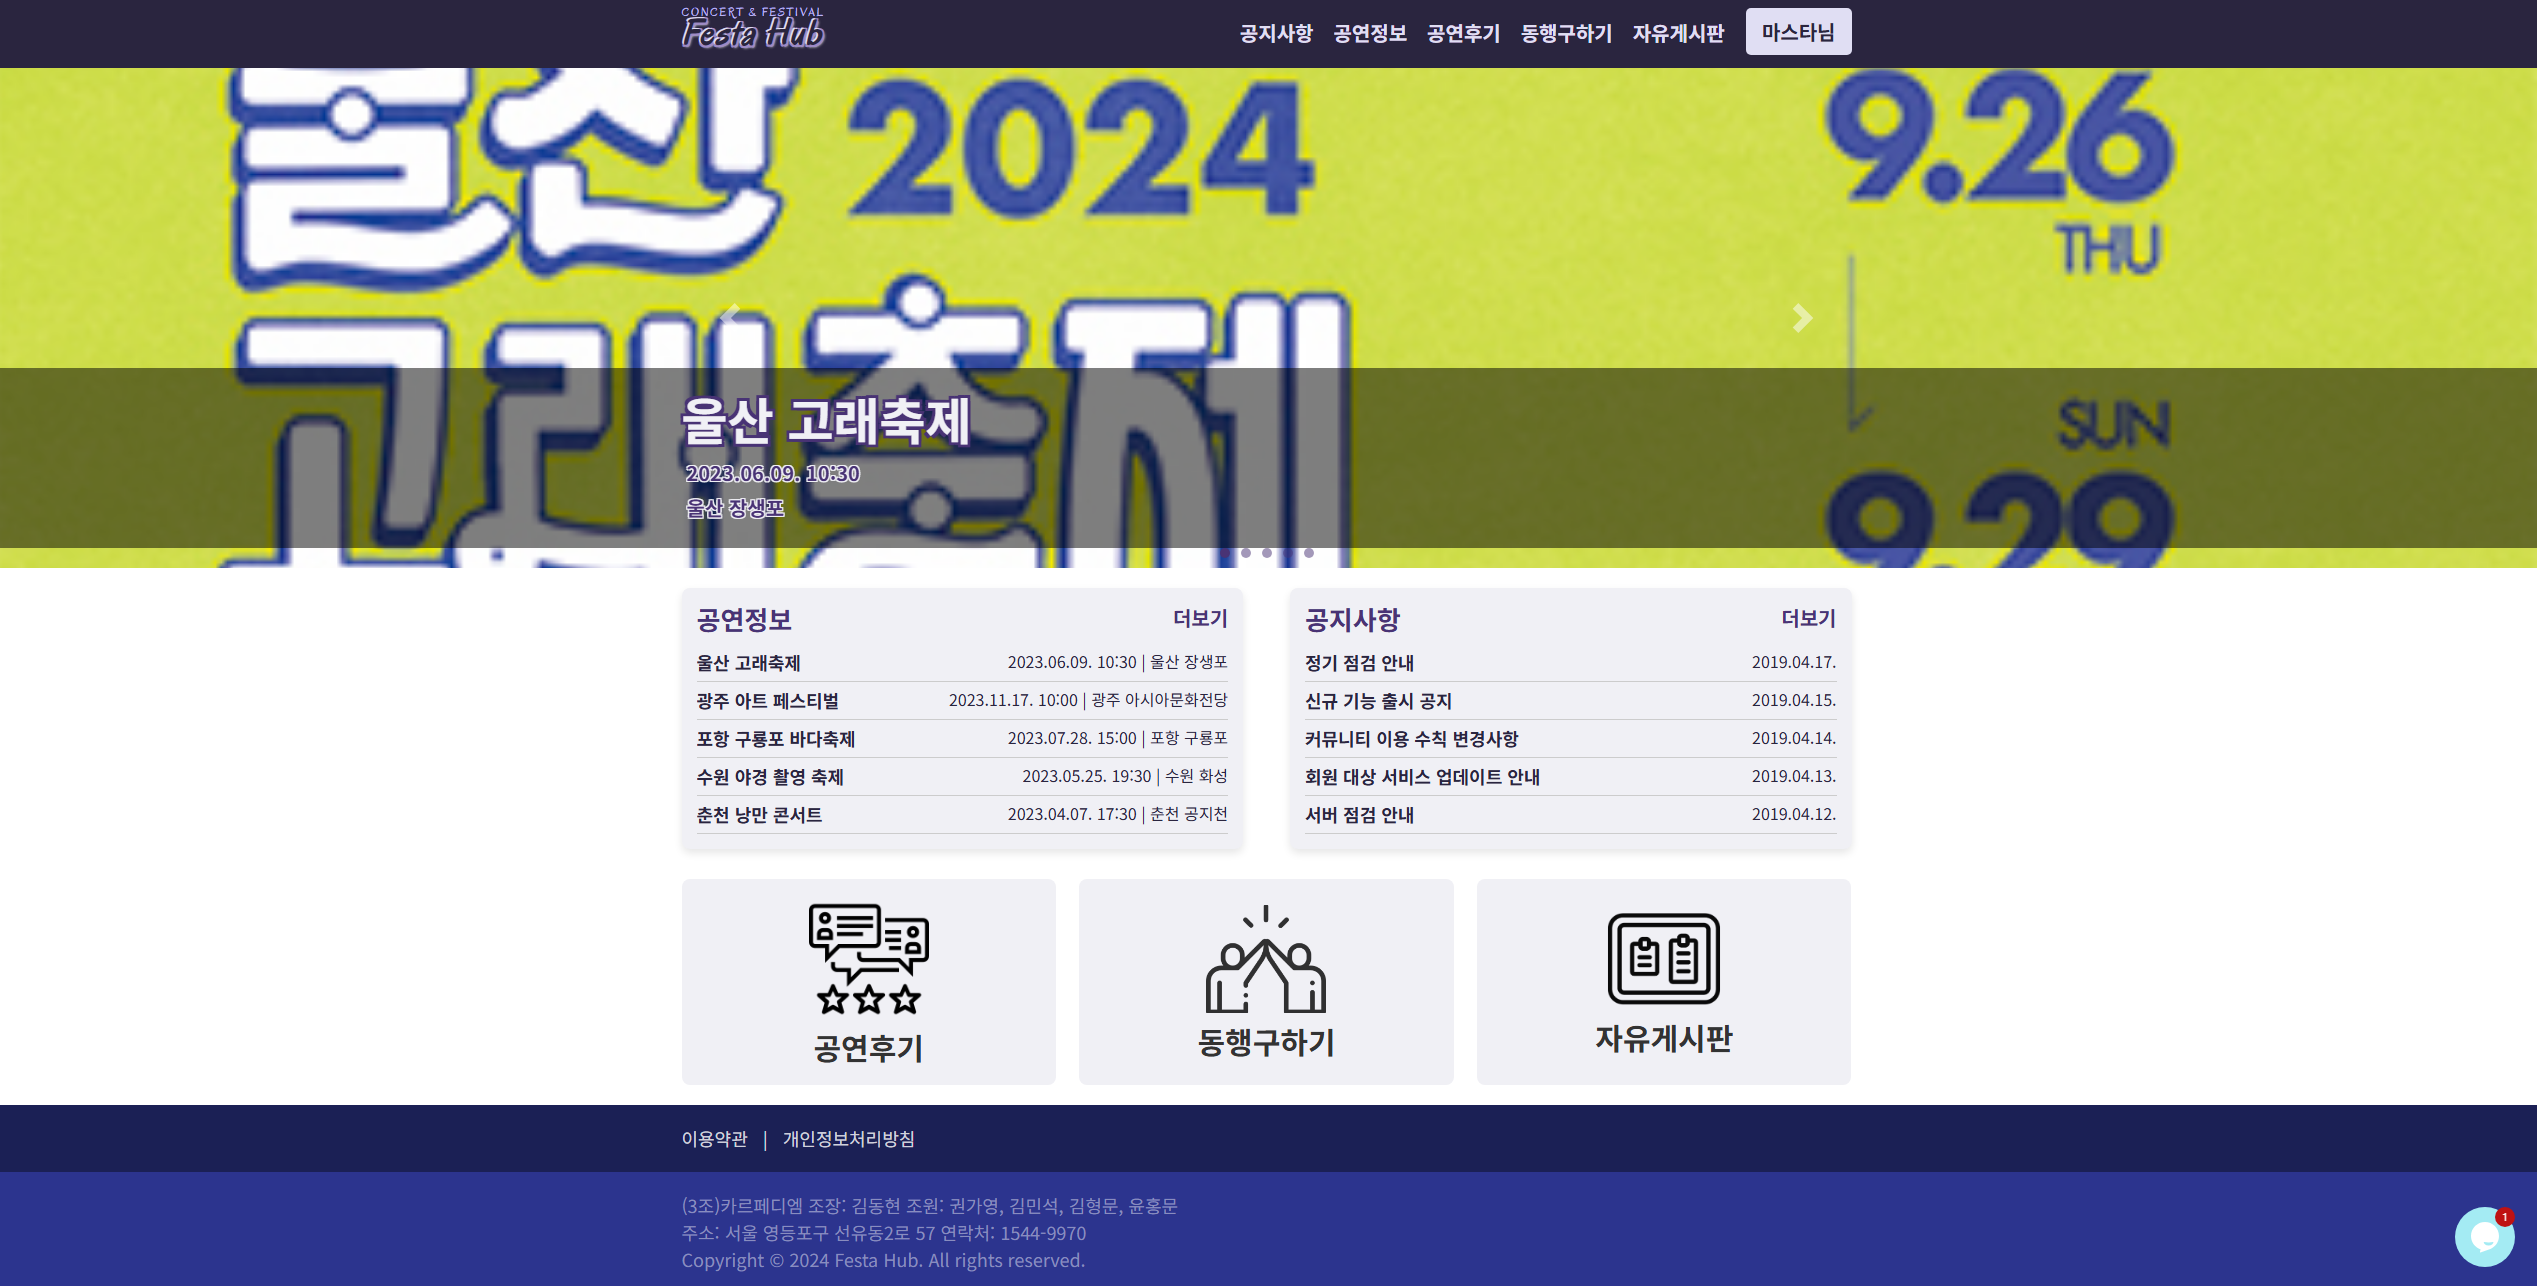 CONCERT & FESTIVAL
Festa Hub
공지사항 공연정보 공연후기 동행구하기 자유게시판 마스타님
울산 2024 9.26
THU
고래축제
SUN
9.29
울산 고래축제
2023.06.09. 10:30
울산 장생포
공연정보 더보기
울산 고래축제 2023.06.09. 10:30 | 울산 장생포
광주 아트 페스티벌 2023.11.17. 10:00 | 광주 아시아문화전당
포항 구룡포 바다축제 2023.07.28. 15:00 | 포항 구룡포
수원 야경 촬영 축제 2023.05.25. 19:30 | 수원 화성
춘천 낭만 콘서트 2023.04.07. 17:30 | 춘천 공지천
공지사항 더보기
정기 점검 안내 2019.04.17.
신규 기능 출시 공지 2019.04.15.
커뮤니티 이용 수칙 변경사항 2019.04.14.
회원 대상 서비스 업데이트 안내 2019.04.13.
서버 점검 안내 2019.04.12.
공연후기
동행구하기
자유게시판
이용약관 | 개인정보처리방침
(3조)카르페디엠 조장: 김동현 조원: 권가영, 김민석, 김형문, 윤홍문
주소: 서울 영등포구 선유동2로 57 연락처: 1544-9970
Copyright © 2024 Festa Hub. All rights reserved.
1